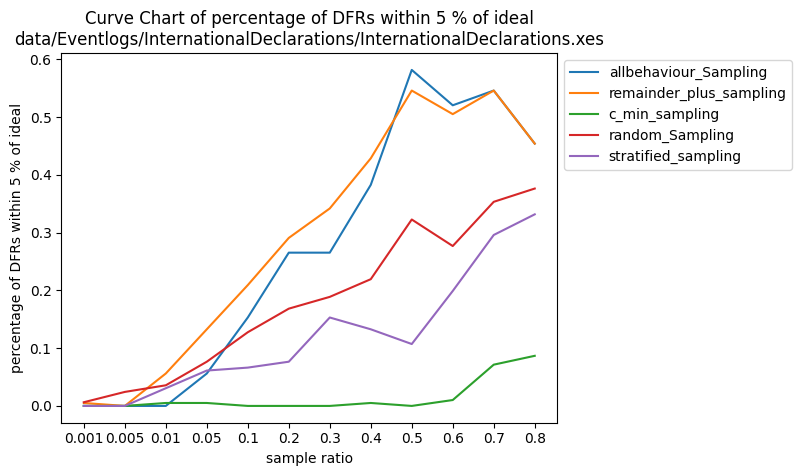 Curve Chart of percentage of DFRs within 5 % of ideal
data/Eventlogs/InternationalDeclarations/InternationalDeclarations.xes
percentage of DFRs within 5 % of ideal
0.6
0.5
0.4
0.3
0.2
0.1
0.0
0.001 0.005 0.01 0.05 0.1 0.2 0.3 0.4 0.5 0.6 0.7 0.8
sample ratio
allbehaviour_Sampling
remainder_plus_sampling
c_min_sampling
random_Sampling
stratified_sampling